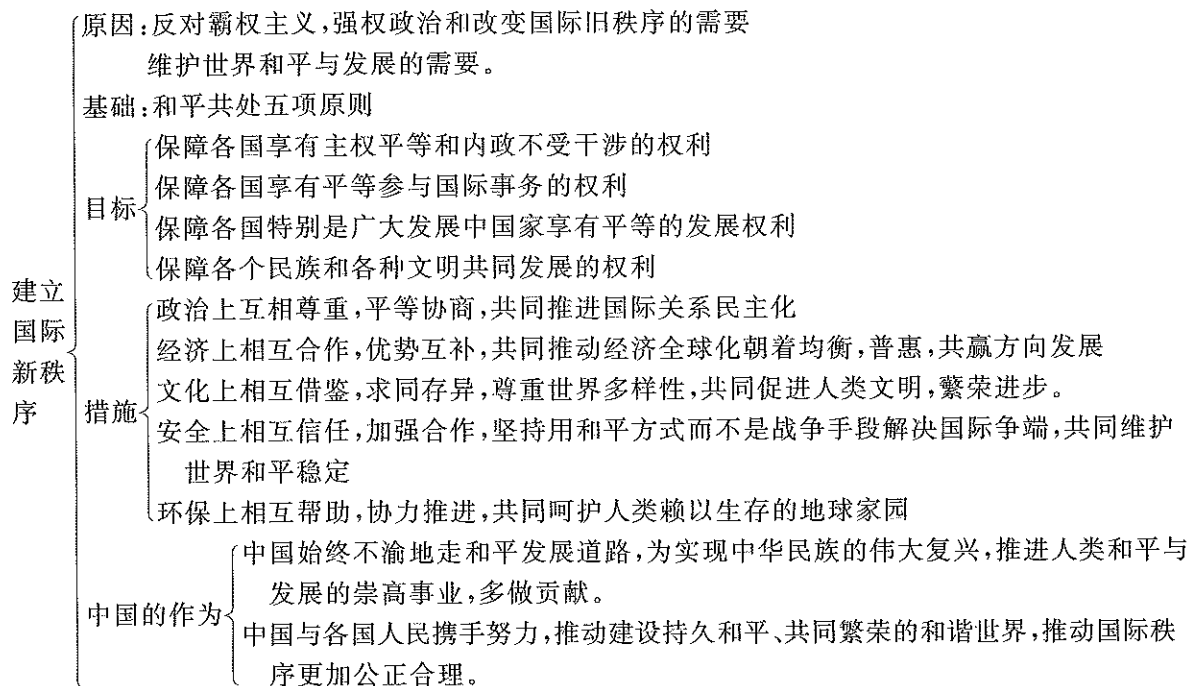 原因:反对霸权主义,强权政治和改变国际旧秩序的需要
维护世界和平与发展的需要。
基础:和平共处五项原则
目标
保障各国享有主权平等和内政不受干涉的权利
保障各国享有平等参与国际事务的权利
保障各国特别是广大发展中国家享有平等的发展权利
保障各个民族和各种文明共同发展的权利
建立
国际
新秩
序
措施
政治上互相尊重,平等协商,共同推进国际关系民主化
经济上相互合作,优势互补,共同推动经济全球化朝着均衡,普惠,共赢方向发展
文化上相互借鉴,求同存异,尊重世界多样性,共同促进人类文明,繁荣进步。
安全上相互信任,加强合作,坚持用和平方式而不是战争手段解决国际争端,共同维护
世界和平稳定
环保上相互帮助,协力推进,共同呵护人类赖以生存的地球家园
中国的作为
中国始终不渝地走和平发展道路,为实现中华民族的伟大复兴,推进人类和平与
发展的崇高事业,多做贡献。
中国与各国人民携手努力,推动建设持久和平、共同繁荣的和谐世界,推动国际秩
序更加公正合理。